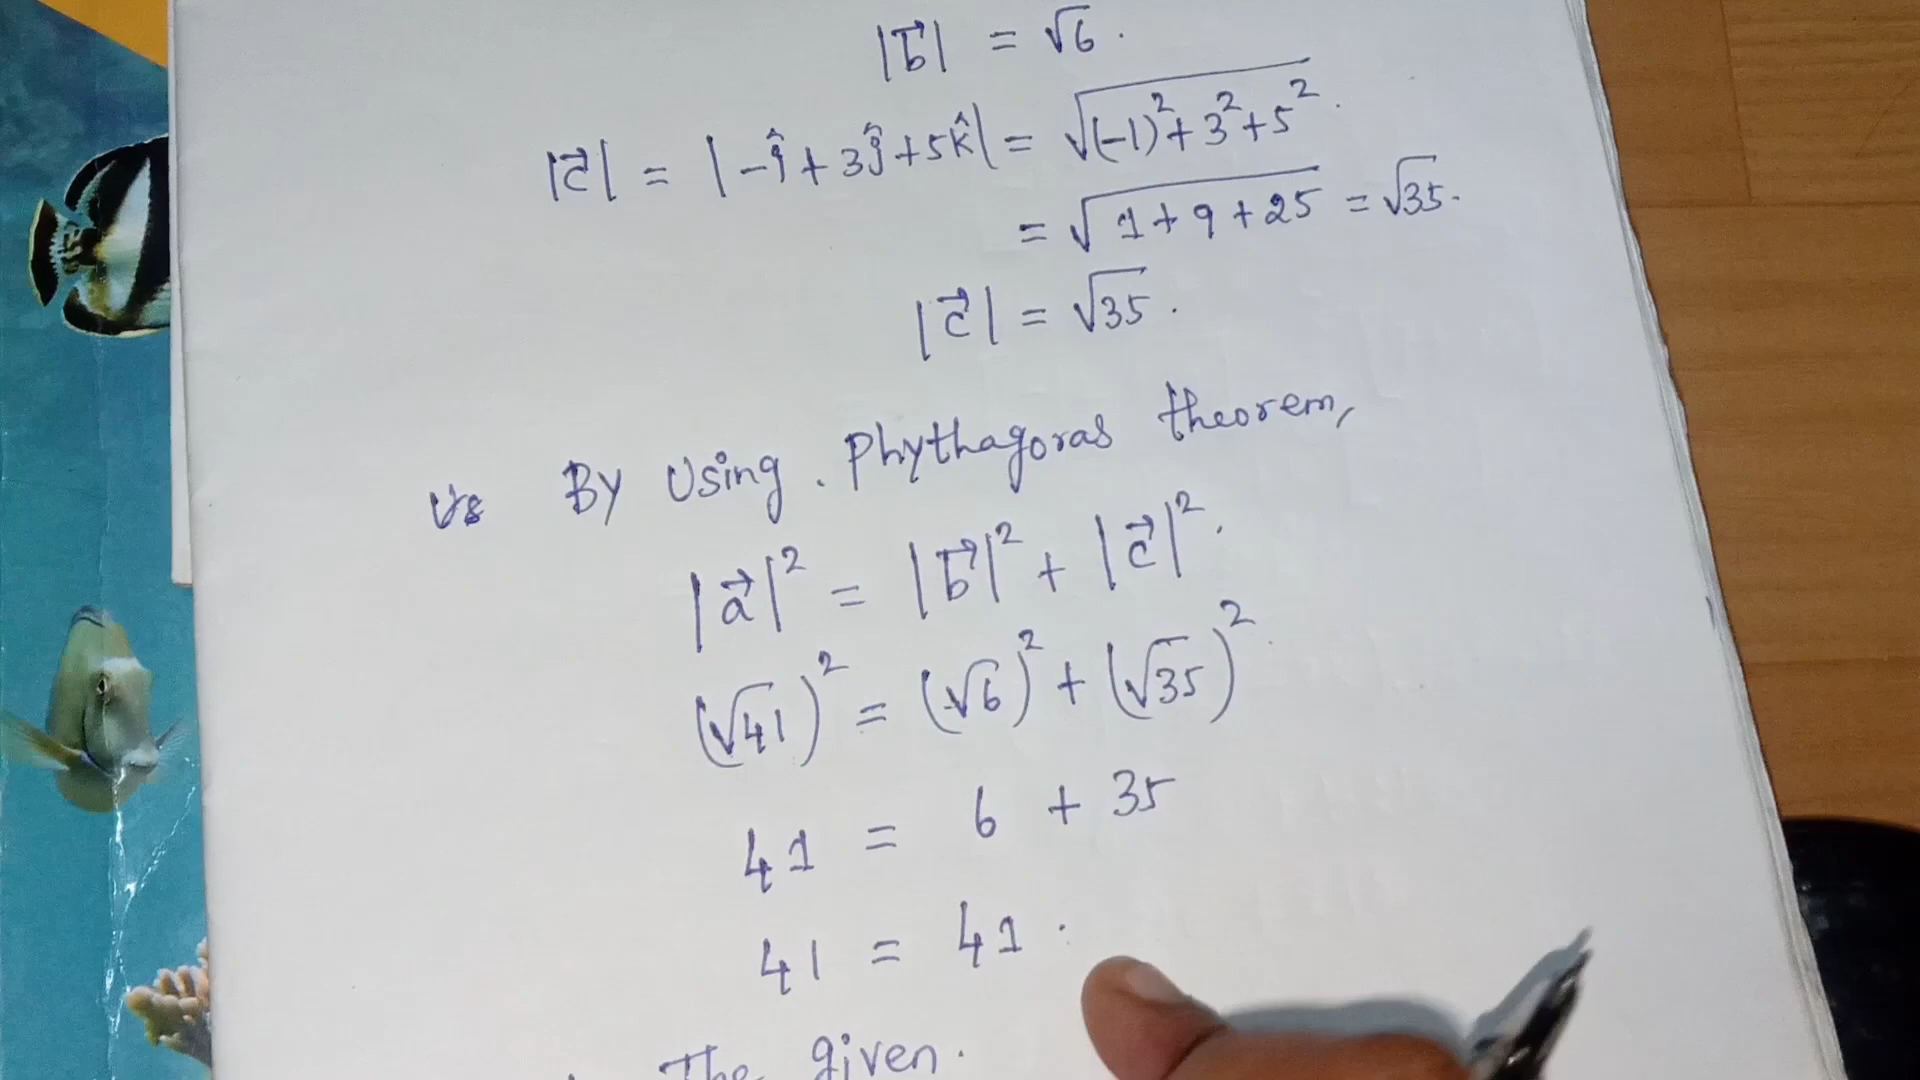 |b⃗| = √6.
|c⃗| = |-î + 3ĵ + 5k̂| = √(-1)² + 3² + 5².
= √1 + 9 + 25 = √35.
|c⃗| = √35.
By Using. Phythagoras theorem,
|a⃗|² = |b⃗|² + |c⃗|².
(√41)² = (√6)² + (√35)²
41 = 6 + 35
41 = 41.
The given.